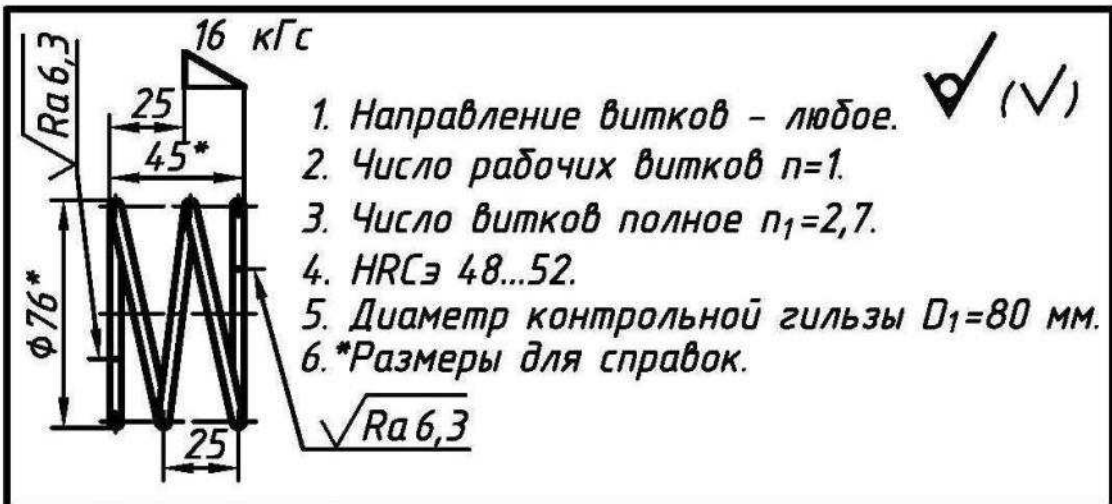 16 кГс
Ra 6,3
25
45*
(√)
1. Направление витков – любое.
2. Число рабочих витков n=1.
3. Число витков полное n₁=2,7.
4. HRCэ 48...52.
5. Диаметр контрольной гильзы D₁=80 мм.
6.*Размеры для справок.
ϕ76*
Ra 6,3
25